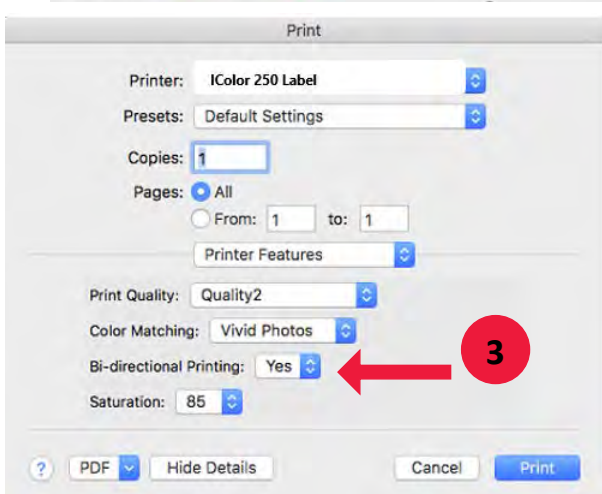 Print
Printer: IColor 250 Label
Presets: Default Settings
Copies: 1
Pages: All
From: 1 to: 1
Printer Features
Print Quality: Quality2
Color Matching: Vivid Photos
Bi-directional Printing: Yes
3
Saturation: 85
? PDF Hide Details Cancel Print